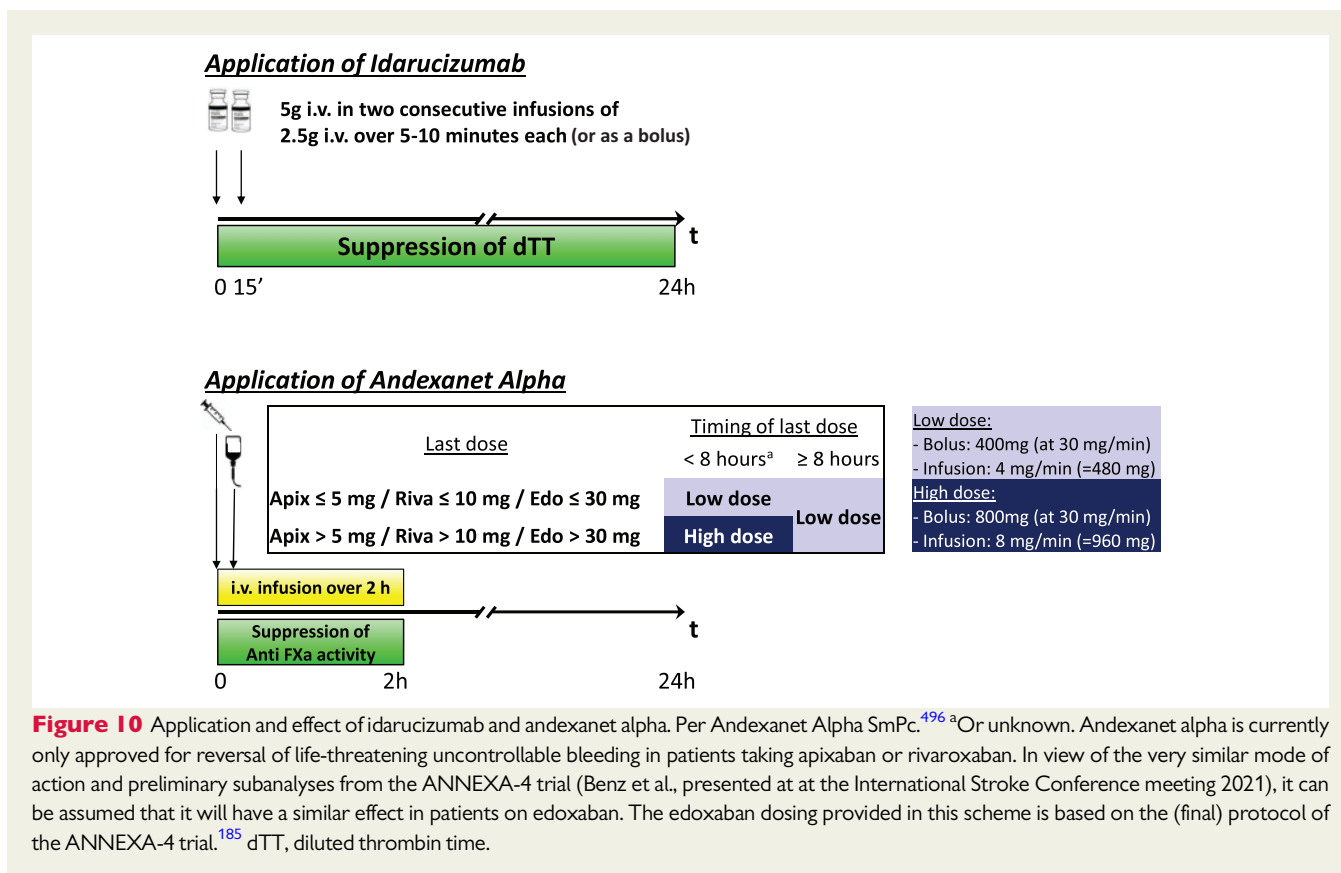 Application of Idarucizumab
5g i.v. in two consecutive infusions of
2.5g i.v. over 5-10 minutes each (or as a bolus)
t
Suppression of dTT
0 15’
24h
Application of Andexanet Alpha
Last dose
Timing of last dose
< 8 hoursᵃ
≥ 8 hours
Apix ≤ 5 mg / Riva ≤ 10 mg / Edo ≤ 30 mg
Low dose
Apix > 5 mg / Riva > 10 mg / Edo > 30 mg
High dose
Low dose
Low dose:
- Bolus: 400mg (at 30 mg/min)
- Infusion: 4 mg/min (=480 mg)
High dose:
- Bolus: 800mg (at 30 mg/min)
- Infusion: 8 mg/min (=960 mg)
i.v. infusion over 2 h
t
Suppression of
Anti FXa activity
0
2h
24h
Figure 10 Application and effect of idarucizumab and andexanet alpha. Per Andexanet Alpha SmPc.⁴⁹⁶ ᵃOr unknown. Andexanet alpha is currently
only approved for reversal of life-threatening uncontrollable bleeding in patients taking apixaban or rivaroxaban. In view of the very similar mode of
action and preliminary subanalyses from the ANNEXA-4 trial (Benz et al., presented at at the International Stroke Conference meeting 2021), it can
be assumed that it will have a similar effect in patients on edoxaban. The edoxaban dosing provided in this scheme is based on the (final) protocol of
the ANNEXA-4 trial.¹⁸⁵ dTT, diluted thrombin time.